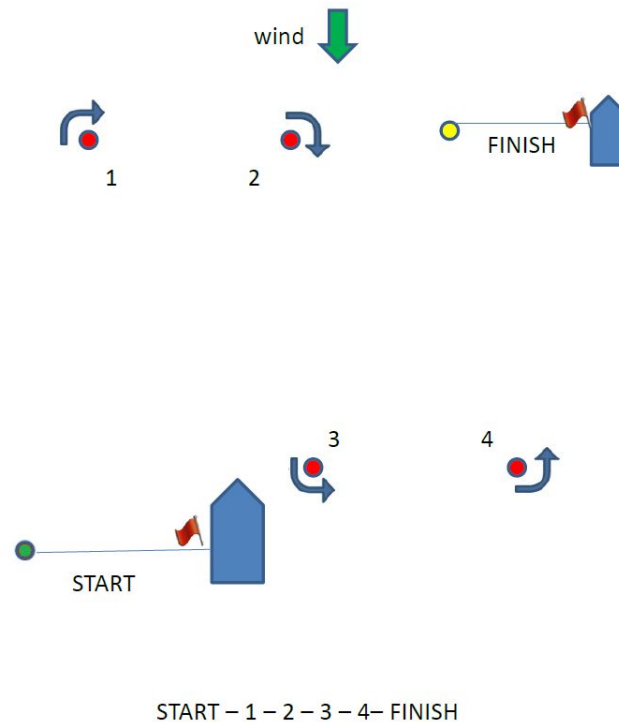 wind
FINISH
1
2
3
4
START
START – 1 – 2 – 3 – 4– FINISH